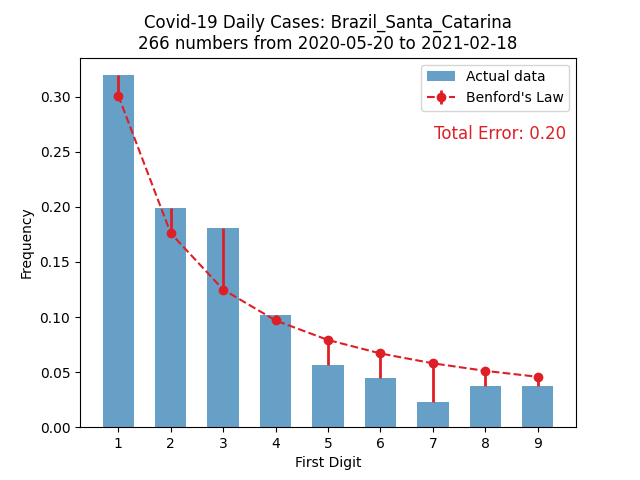 Covid-19 Daily Cases: Brazil_Santa_Catarina
266 numbers from 2020-05-20 to 2021-02-18
Actual data
Benford's Law
Total Error: 0.20
Frequency
0.30
0.25
0.20
0.15
0.10
0.05
0.00
1 2 3 4 5 6 7 8 9
First Digit